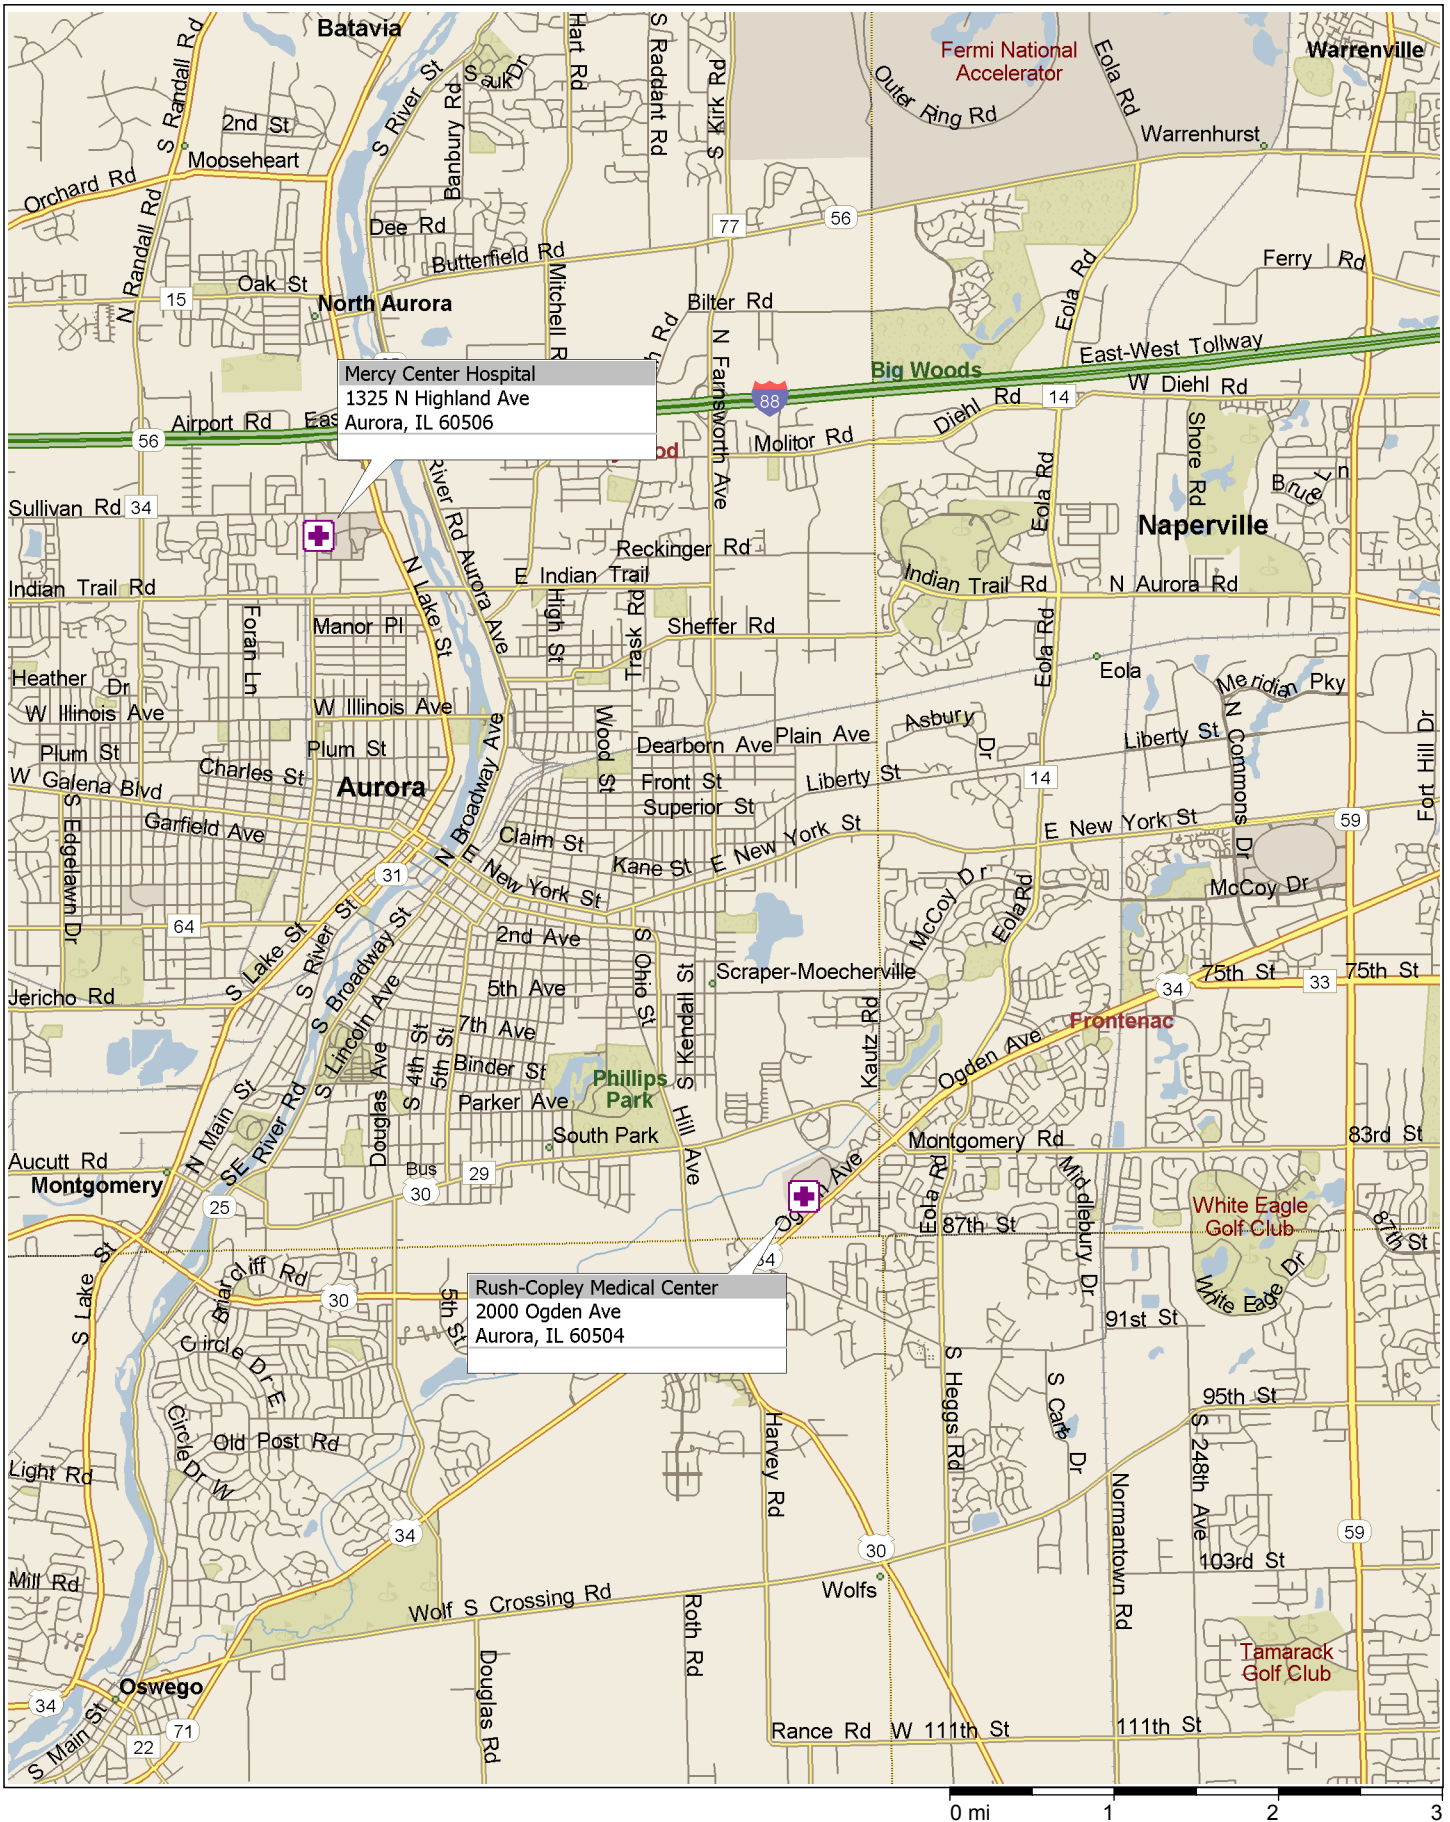 Batavia
S Randall Rd
2nd St
Mooseheart
Orchard Rd
N Randall Rd
S River St
Sauk Dr
Banbury Rd
Hart Rd
S Raddant Rd
S Kirk Rd
Fermi National
Accelerator
Outer Ring Rd
Eola Rd
Warrenville
Warrenhurst
Dee Rd
77
56
Butterfield Rd
Ferry Rd
Oak St
15
North Aurora
Bilter Rd
Eola Rd
East-West Tollway
Big Woods
W Diehl Rd
14
Diehl Rd
88
Mercy Center Hospital
1325 N Highland Ave
Aurora, IL 60506
Airport Rd
56
Molitor Rd
N Farnsworth Ave
Shore Rd
Bruce Ln
Sullivan Rd
34
River Rd
Eola Rd
Naperville
Reckinger Rd
E Indian Trail
Indian Trail Rd
Indian Trail Rd
N Aurora Rd
Aurora Ave
N Lake St
Foran Ln
Manor Pl
High St
Trask Rd
Sheffer Rd
Eola Rd
Eola
Heather Dr
W Illinois Ave
W Illinois Ave
Meridian Pky
Plum St
Plum St
Wood St
Dearborn Ave
Plain Ave
Asbury Dr
Liberty St
N Commons Dr
Fort Hill Dr
W Galena Blvd
Charles St
Aurora
N Broadway Ave
Front St
Liberty St
14
Superior St
S Edgelawn Dr
Garfield Ave
Claim St
E New York St
E New York St
59
Kane St
E New York St
31
McCoy Dr
McCoy Dr
Eola Rd
64
S Lake St
S River St
S Broadway St
2nd Ave
S Ohio St
S Kendall St
Scraper-Moecherville
75th St
33
75th St
34
Jericho Rd
5th Ave
S Lincoln Ave
7th Ave
Kautz Rd
Frontenac
Ogden Ave
S 4th St
5th St
Binder St
Phillips
Park
Douglas Ave
Parker Ave
Hill Ave
N Main St
SE River Rd
South Park
Montgomery Rd
83rd St
Aucutt Rd
Montgomery
Bus
30
29
25
Ogden Ave
Eola Rd
Middlebury Dr
White Eagle
Golf Club
87th St
87th St
White Eagle Dr
S Lake St
Briarcliff Rd
30
5th St
Rush-Copley Medical Center
2000 Ogden Ave
Aurora, IL 60504
91st St
Circle Dr E
S Heggs Rd
95th St
Circle Dr W
Old Post Rd
Harvey Rd
Dr
S 248th Ave
Light Rd
Normantown Rd
34
30
59
103rd St
Mill Rd
Wolf S Crossing Rd
Wolfs
Roth Rd
Douglas Rd
Tamarack
Golf Club
Oswego
34
S Main St
71
22
Rance Rd
W 111th St
111th St
0 mi 1 2 3